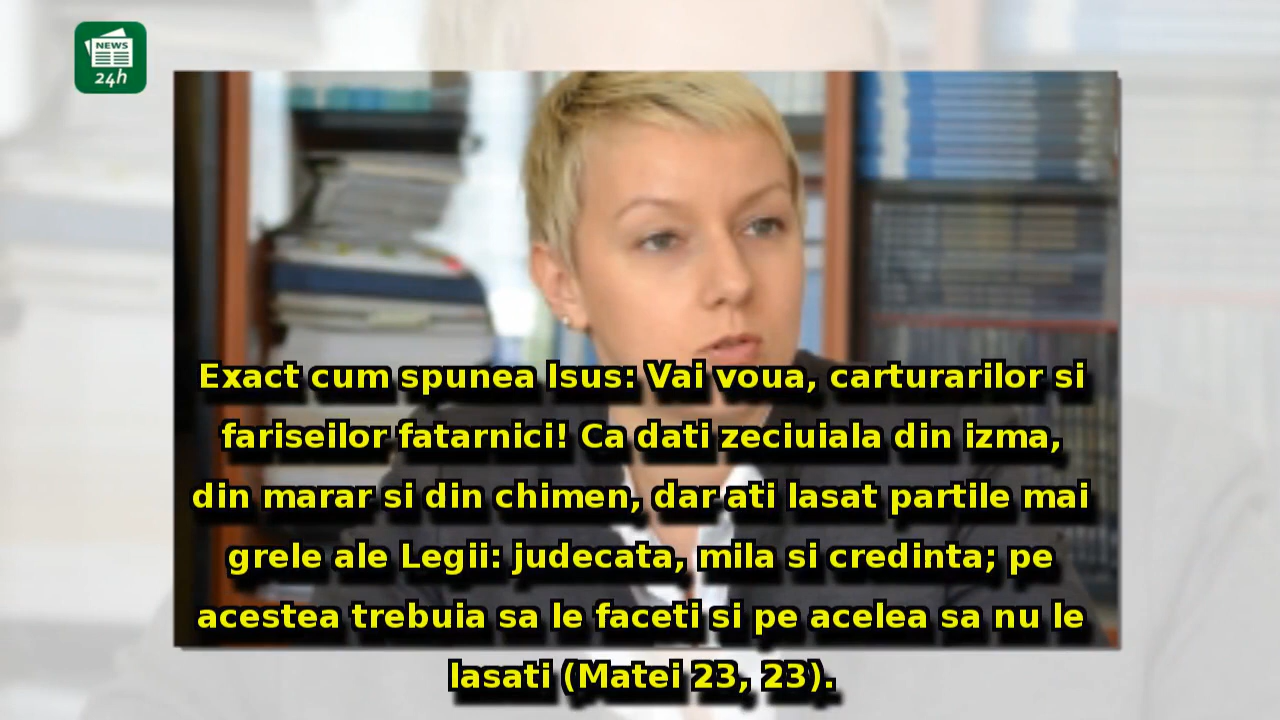 NEWS
24h
Exact cum spunea Isus: Vai voua, carturarilor si
fariseilor fatarnici! Ca dati zeciuiala din izma,
din marar si din chimen, dar ati lasat partile mai
grele ale Legii: judecata, mila si credinta; pe
acestea trebuia sa le faceti si pe acelea sa nu le
lasati (Matei 23, 23).